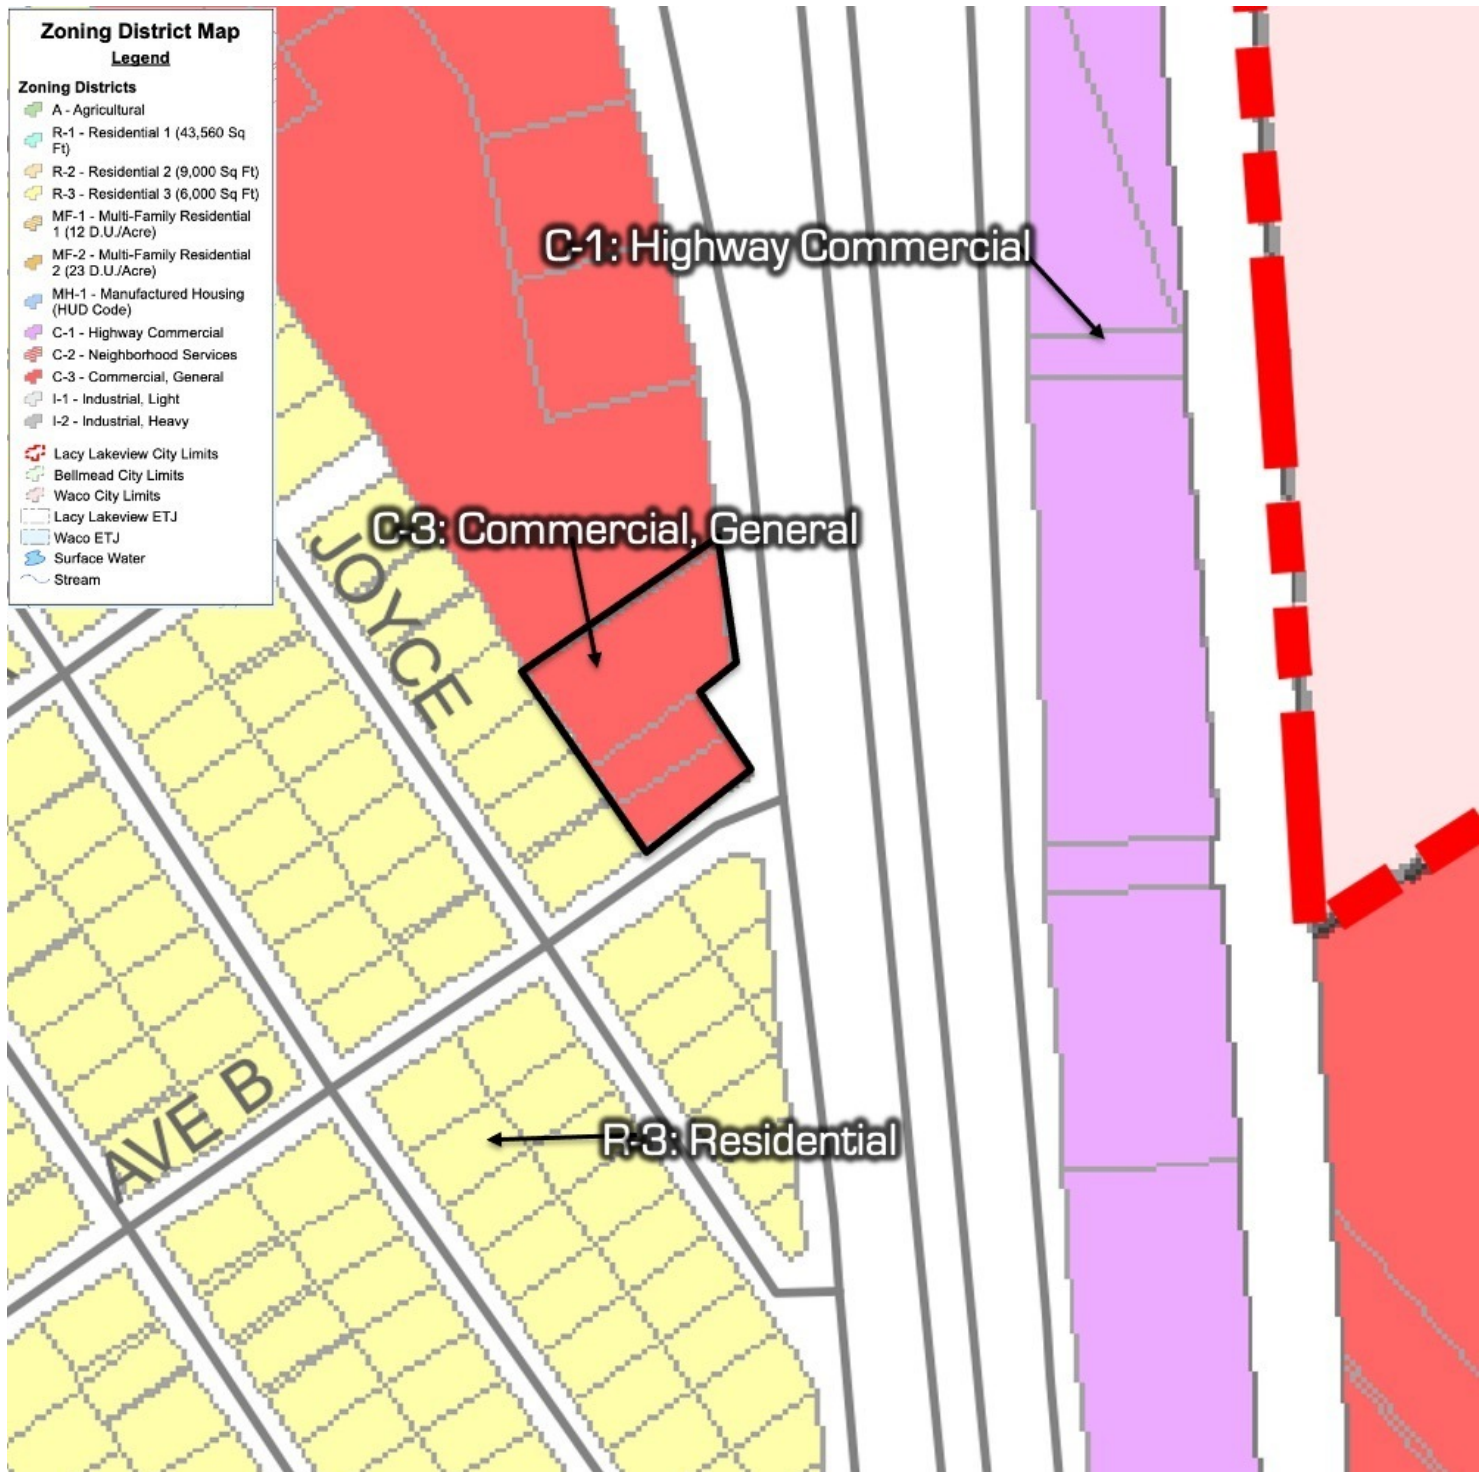 Zoning District Map
Legend
Zoning Districts
A - Agricultural
R-1 - Residential 1 (43,560 Sq
Ft)
R-2 - Residential 2 (9,000 Sq Ft)
R-3 - Residential 3 (6,000 Sq Ft)
MF-1 - Multi-Family Residential
1 (12 D.U./Acre)
MF-2 - Multi-Family Residential
2 (23 D.U./Acre)
MH-1 - Manufactured Housing
(HUD Code)
C-1 - Highway Commercial
C-2 - Neighborhood Services
C-3 - Commercial, General
I-1 - Industrial, Light
I-2 - Industrial, Heavy
Lacy Lakeview City Limits
Bellmead City Limits
Waco City Limits
Lacy Lakeview ETJ
Waco ETJ
Surface Water
Stream
C-1: Highway Commercial
C-3: Commercial, General
JOYCE
AVE B
R-3: Residential